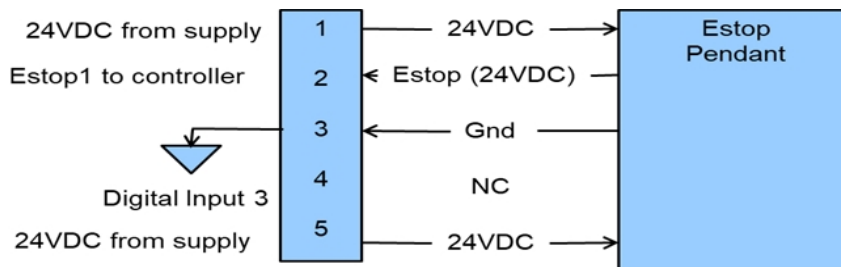 24VDC from supply
1
24VDC
Estop
Pendant
Estop1 to controller
2
Estop (24VDC)
3
Gnd
Digital Input 3
4
NC
24VDC from supply
5
24VDC